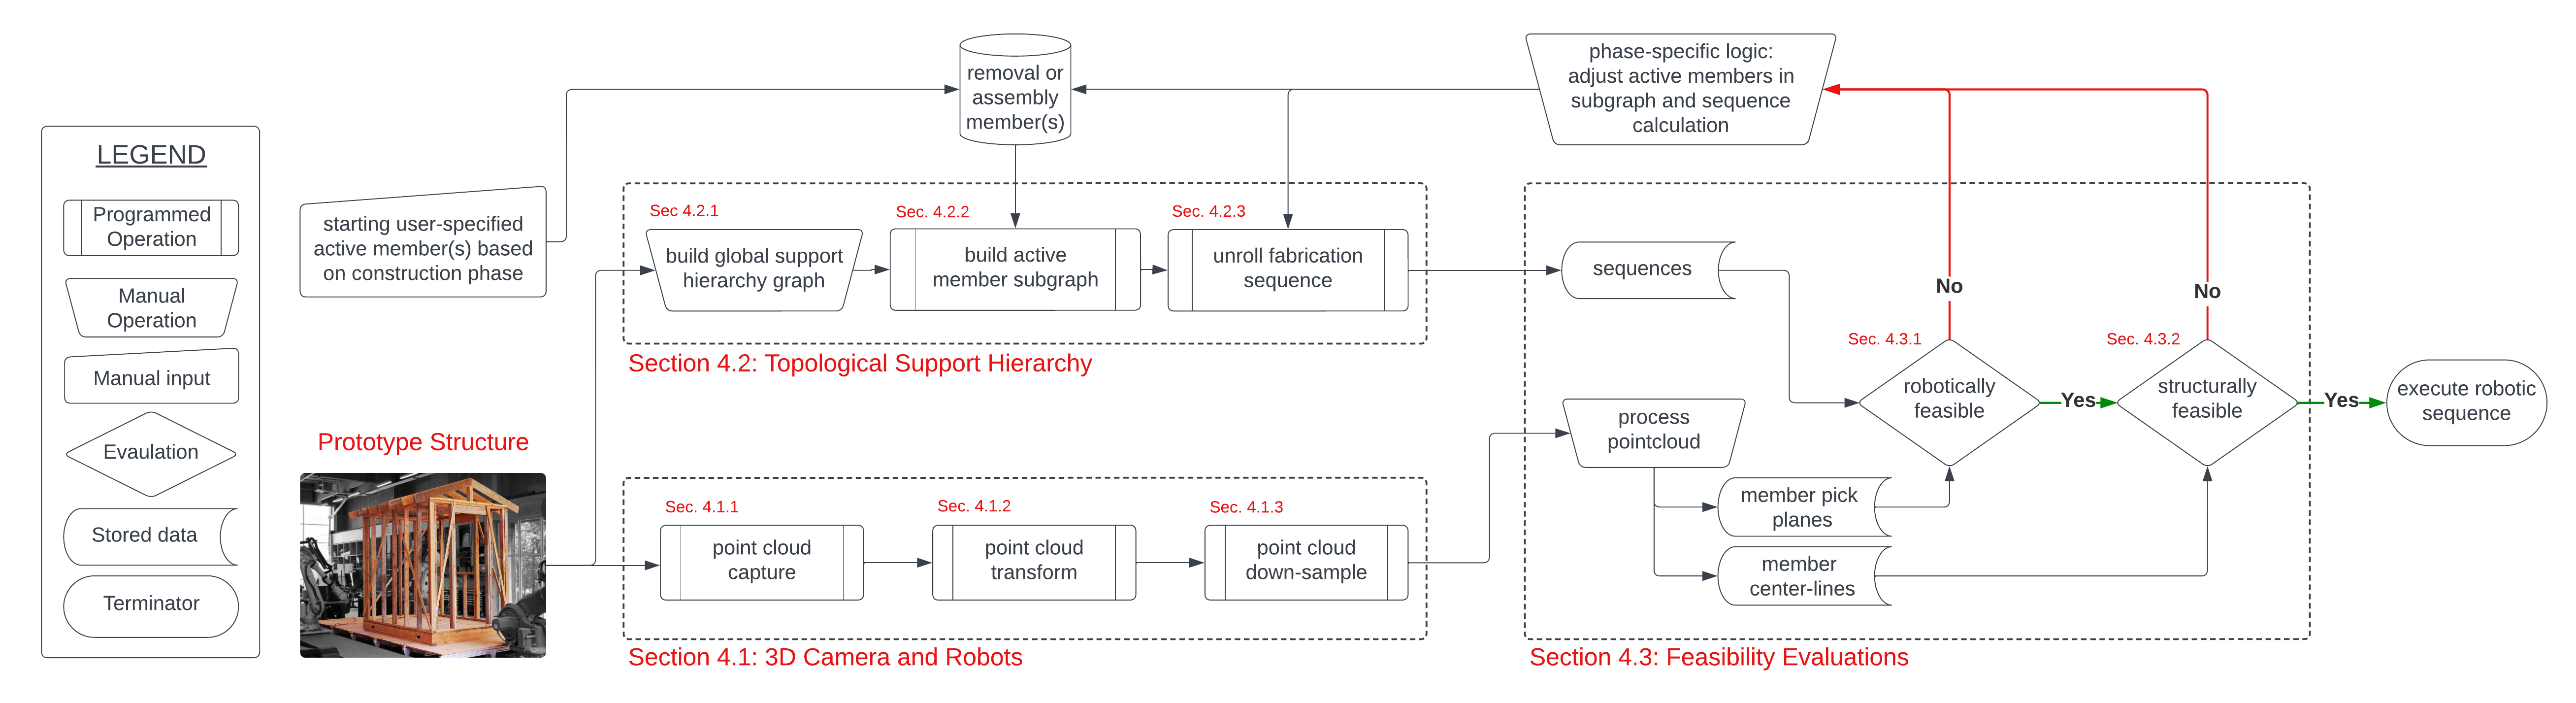 LEGEND
Programmed
Operation
Manual
Operation
Manual input
Evaulation
Stored data
Terminator
starting user-specified
active member(s) based
on construction phase
Prototype Structure
removal or
assembly
member(s)
phase-specific logic:
adjust active members in
subgraph and sequence
calculation
Sec 4.2.1
build global support
hierarchy graph
Sec. 4.2.2
build active
member subgraph
Sec. 4.2.3
unroll fabrication
sequence
Section 4.2: Topological Support Hierarchy
Sec. 4.1.1
point cloud
capture
Sec. 4.1.2
point cloud
transform
Sec. 4.1.3
point cloud
down-sample
Section 4.1: 3D Camera and Robots
sequences
process
pointcloud
member pick
planes
member
center-lines
No
Sec. 4.3.1
robotically
feasible
Yes
No
Sec. 4.3.2
structurally
feasible
Yes
execute robotic
sequence
Section 4.3: Feasibility Evaluations